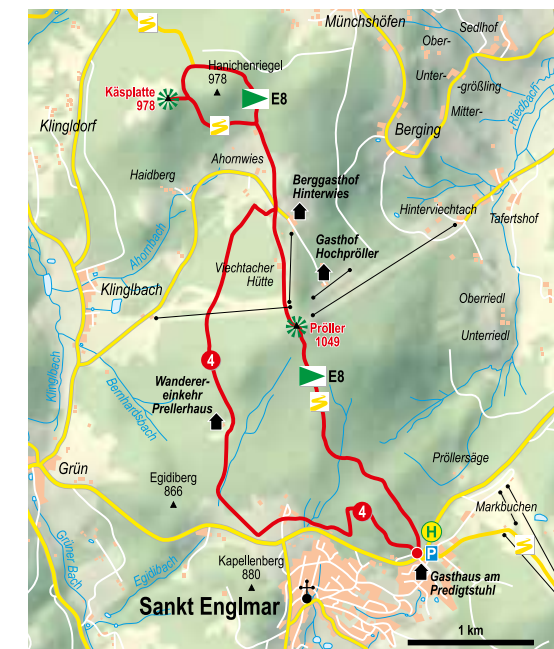 Münchshöfen
Sedlhof
Ober-
Unter-
-größling
Mitter-
Riedbach
Hanichenriegel
978
Käsplatte
978
E8
Klingldorf
Berging
Ahornwies
Haidberg
Berggasthof
Hinterwies
Hinterviechtach
Tafertshof
Ahornbach
Gasthof
Hochpröller
Viechtacher
Hütte
Klinglbach
Oberriedl
Pröller
1049
Unterriedl
4
Klinglbach
E8
Bernhardsbach
Wanderer-
einkehr
Prellerhaus
Grün
Pröllersäge
Egidiberg
866
Markbuchen
4
H
P
Grüner Bach
Egidibach
Kapellenberg
880
Gasthaus am
Predigtstuhl
Sankt Englmar
1 km